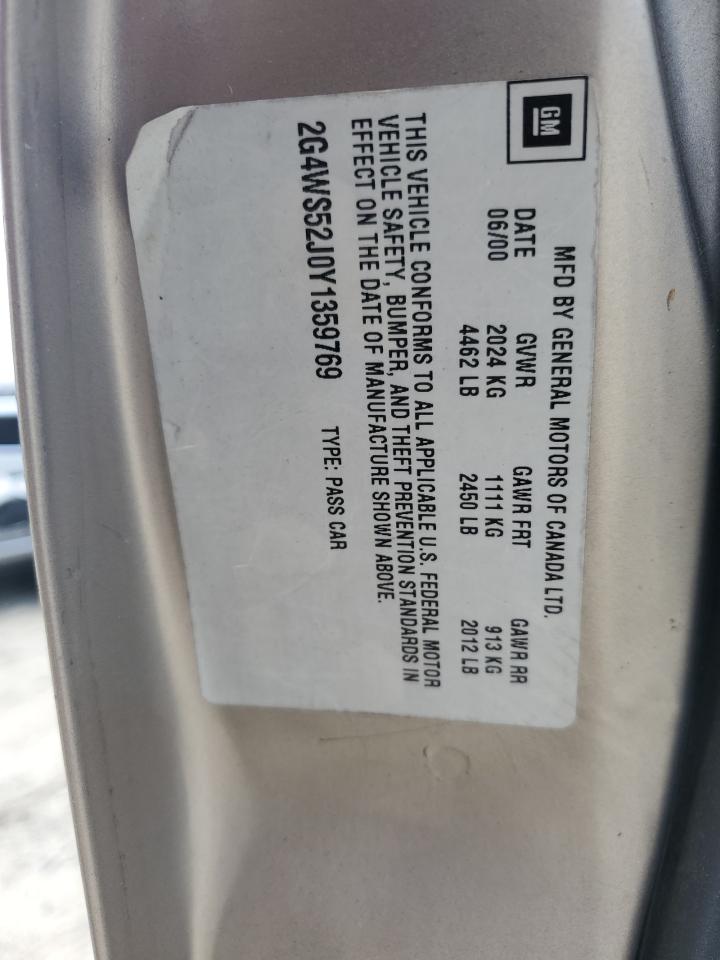 GM
MFD BY GENERAL MOTORS OF CANADA LTD.
DATE GVWR GAWR FRT GAWR RR
06/00 2024 KG 1111 KG 913 KG
4462 LB 2450 LB 2012 LB
THIS VEHICLE CONFORMS TO ALL APPLICABLE U.S. FEDERAL MOTOR
VEHICLE SAFETY, BUMPER, AND THEFT PREVENTION STANDARDS IN
EFFECT ON THE DATE OF MANUFACTURE SHOWN ABOVE.
2G4WS52J0Y1359769 TYPE: PASS CAR